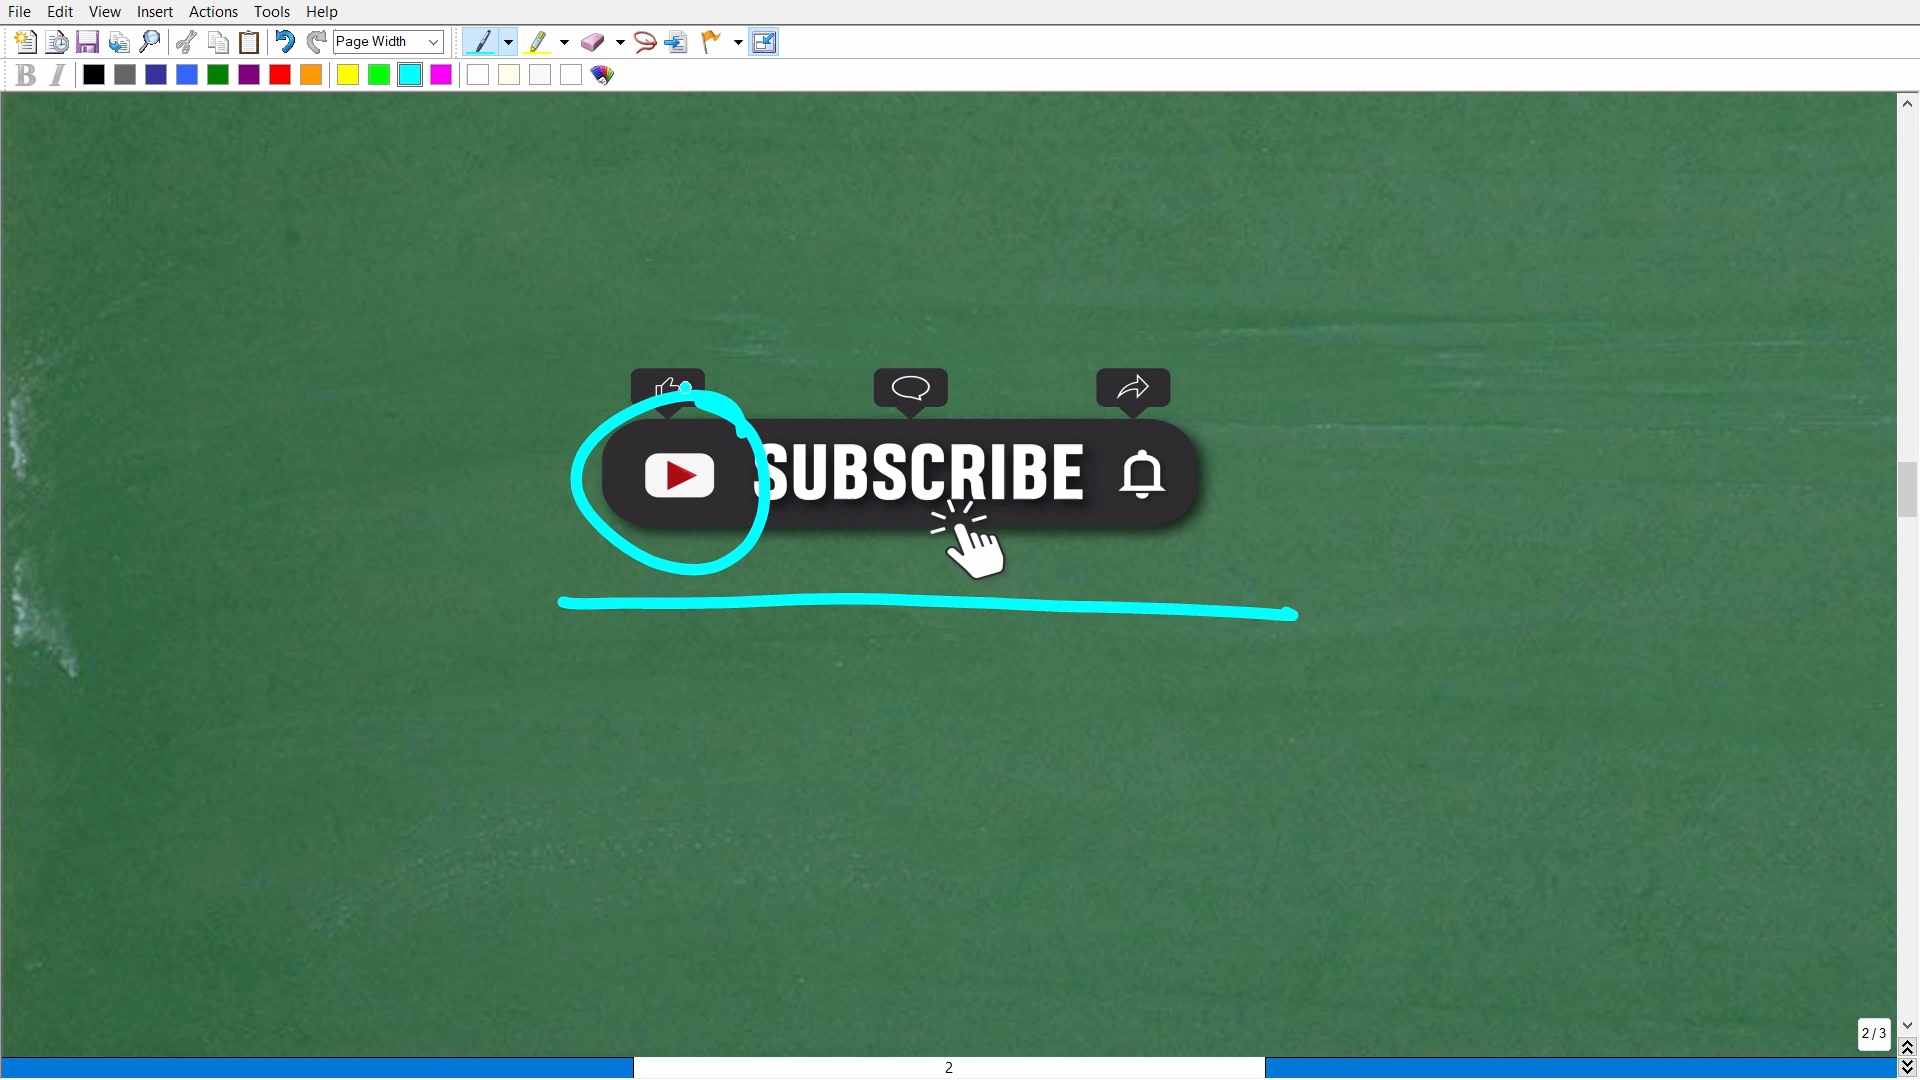 File Edit View Insert Actions Tools Help
Page Width
B I
SUBSCRIBE
2 / 3
2